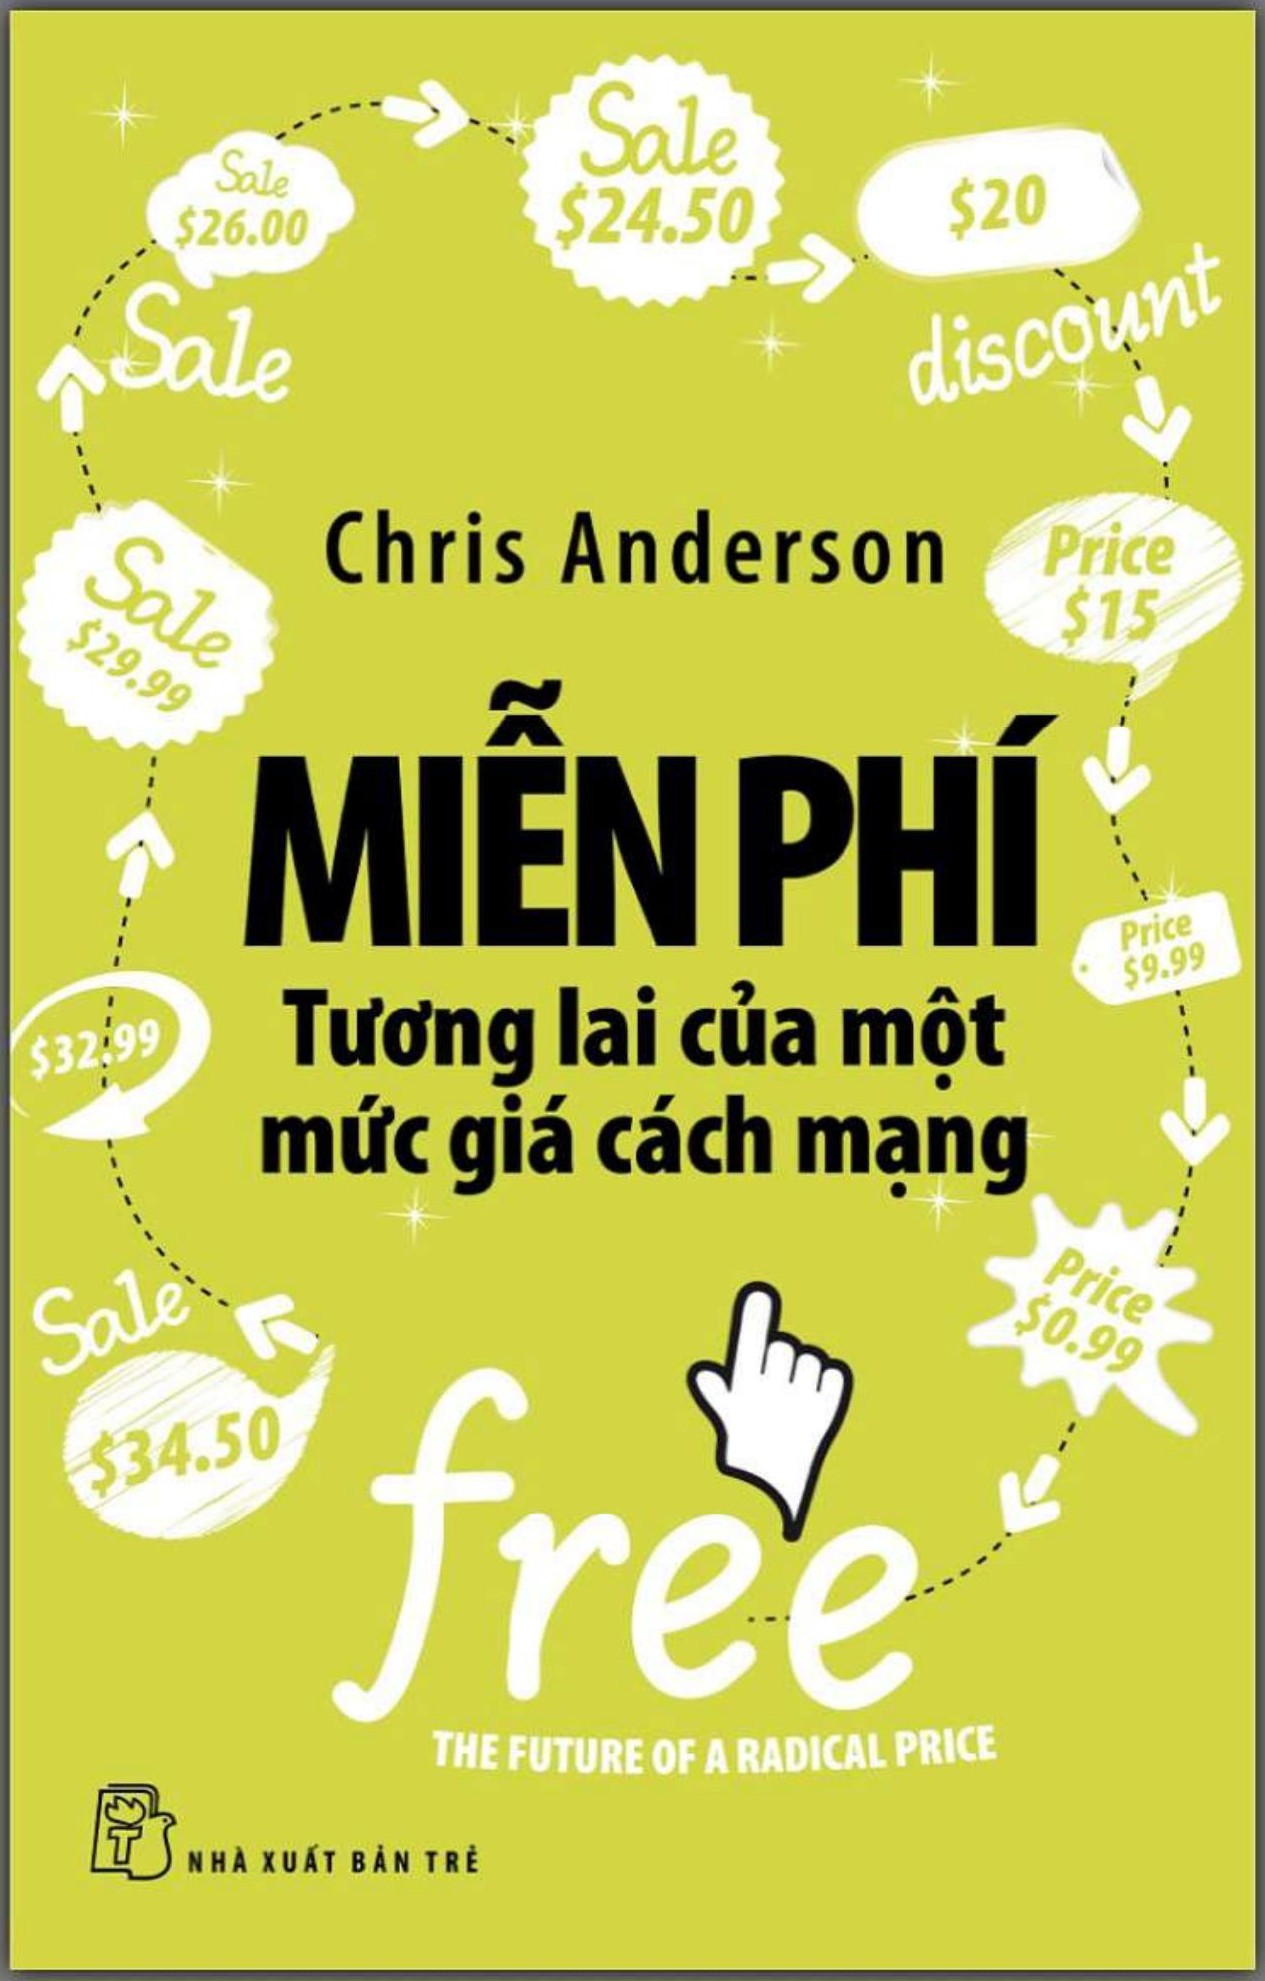 Sale
$26.00
Sale
$24.50
$20
Sale
discount
Chris Anderson
Price
$15
Sale
$29.99
MIỄN PHÍ
Price
$9.99
Tương lai của một
$32.99
mức giá cách mạng
Sale
$34.50
Price
$0.99
free
THE FUTURE OF A RADICAL PRICE
T
NHÀ XUẤT BẢN TRẺ